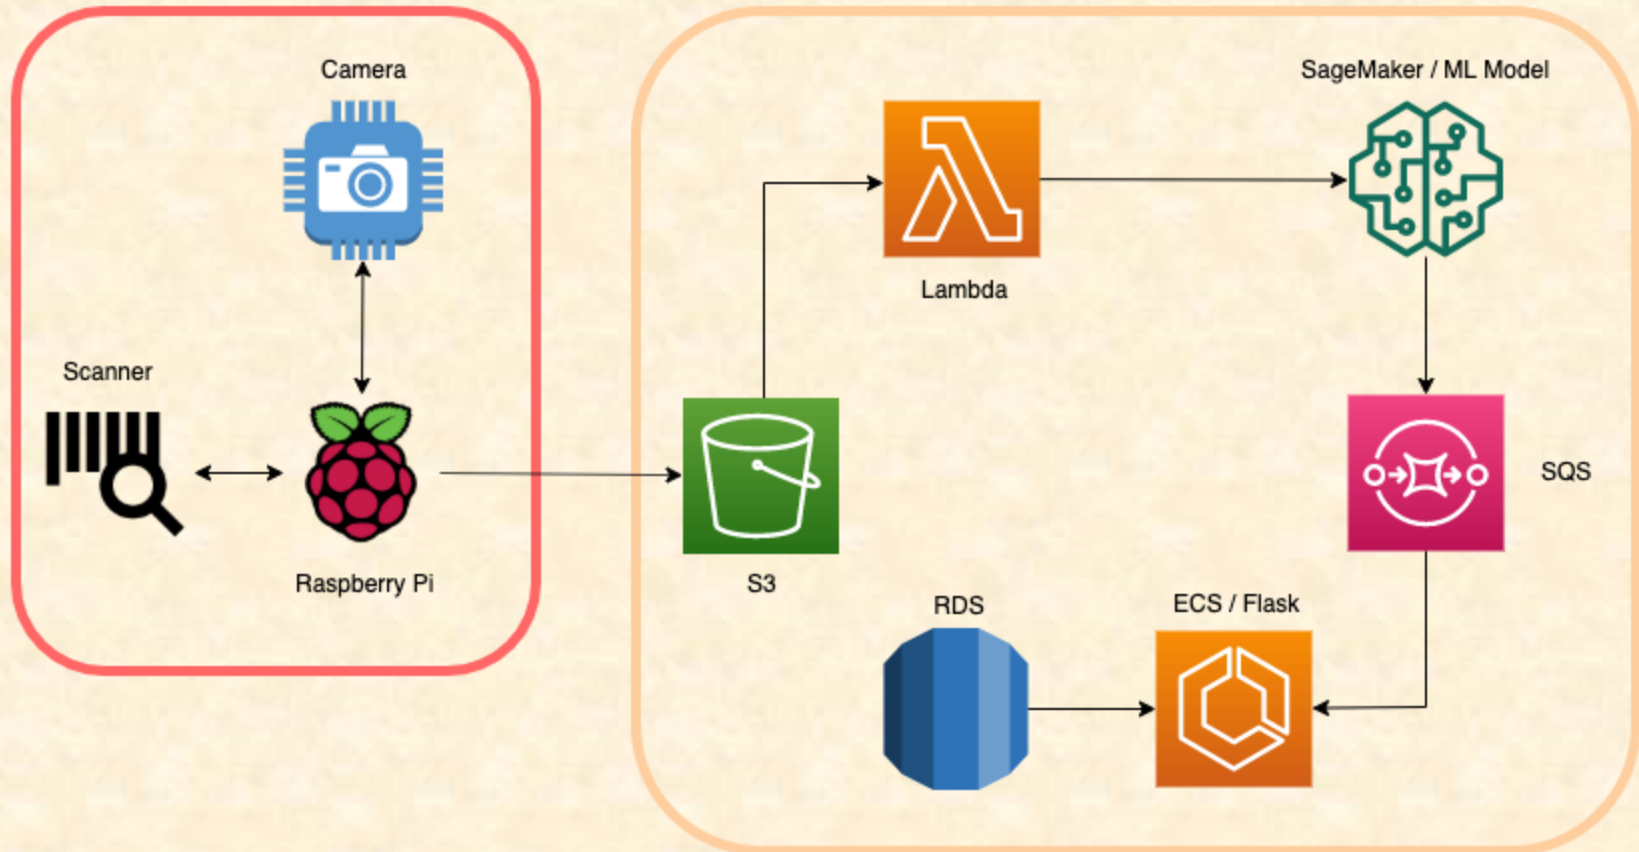 Camera
SageMaker / ML Model
Lambda
Scanner
SQS
Raspberry Pi
S3
RDS
ECS / Flask